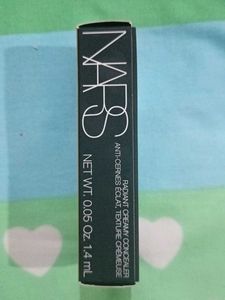 NARS
RADIANT CREAMY CONCEALER
ANTI-CERNES ÉCLAT, TEXTURE CRÉMEUSE
NET WT. 0.05 Oz. 1.4 mL